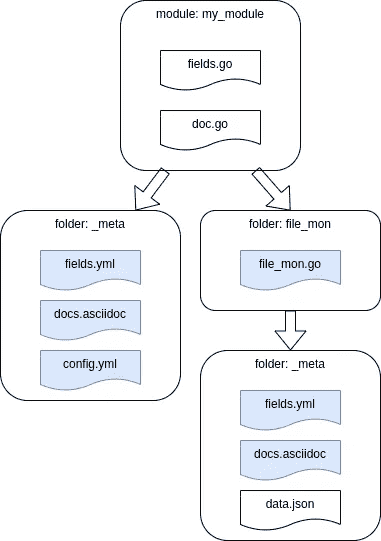 module: my_module
fields.go
doc.go
folder: _meta
fields.yml
docs.asciidoc
config.yml
folder: file_mon
file_mon.go
folder: _meta
fields.yml
docs.asciidoc
data.json